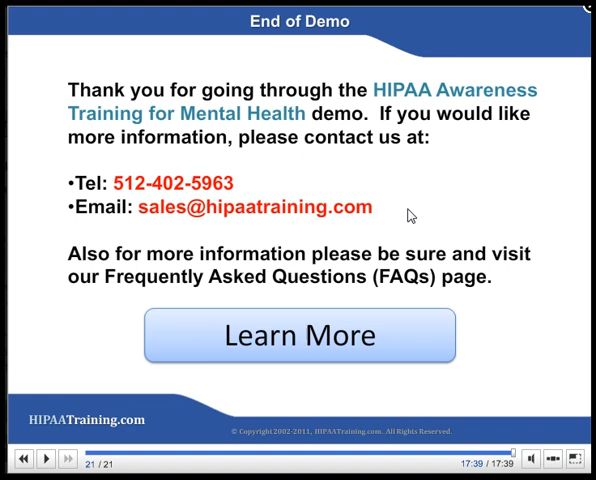 End of Demo
Thank you for going through the HIPAA Awareness
Training for Mental Health demo.  If you would like
more information, please contact us at:
•Tel: 512-402-5963
•Email: sales@hipaatraining.com
Also for more information please be sure and visit
our Frequently Asked Questions (FAQs) page.
Learn More
HIPAATraining.com
© Copyright 2002-2011, HIPAATraining.com. All Rights Reserved.
21 / 21
17:39 / 17:39